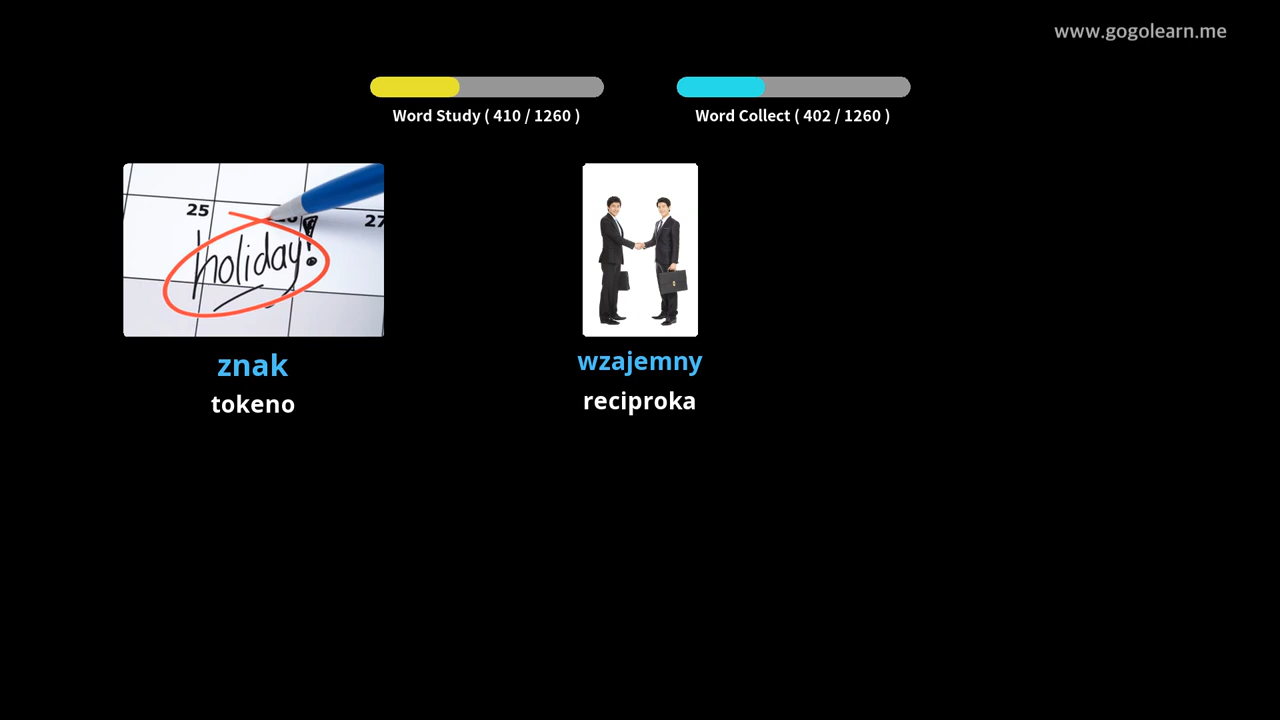 www.gogolearn.me
Word Study ( 410 / 1260 )
Word Collect ( 402 / 1260 )
25
27
holiday!
znak
tokeno
wzajemny
reciproka